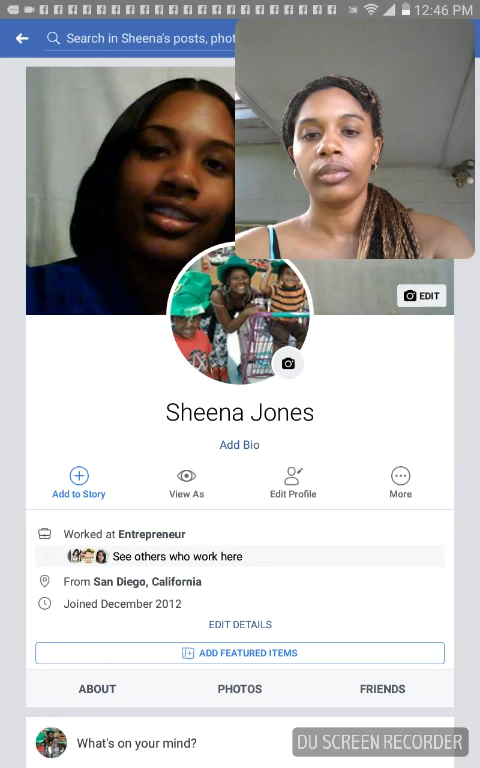 12:46 PM
Search in Sheena's posts, phot
EDIT
Sheena Jones
Add Bio
Add to Story
View As
Edit Profile
More
Worked at Entrepreneur
See others who work here
From San Diego, California
Joined December 2012
EDIT DETAILS
ADD FEATURED ITEMS
ABOUT
PHOTOS
FRIENDS
What's on your mind?
DU SCREEN RECORDER